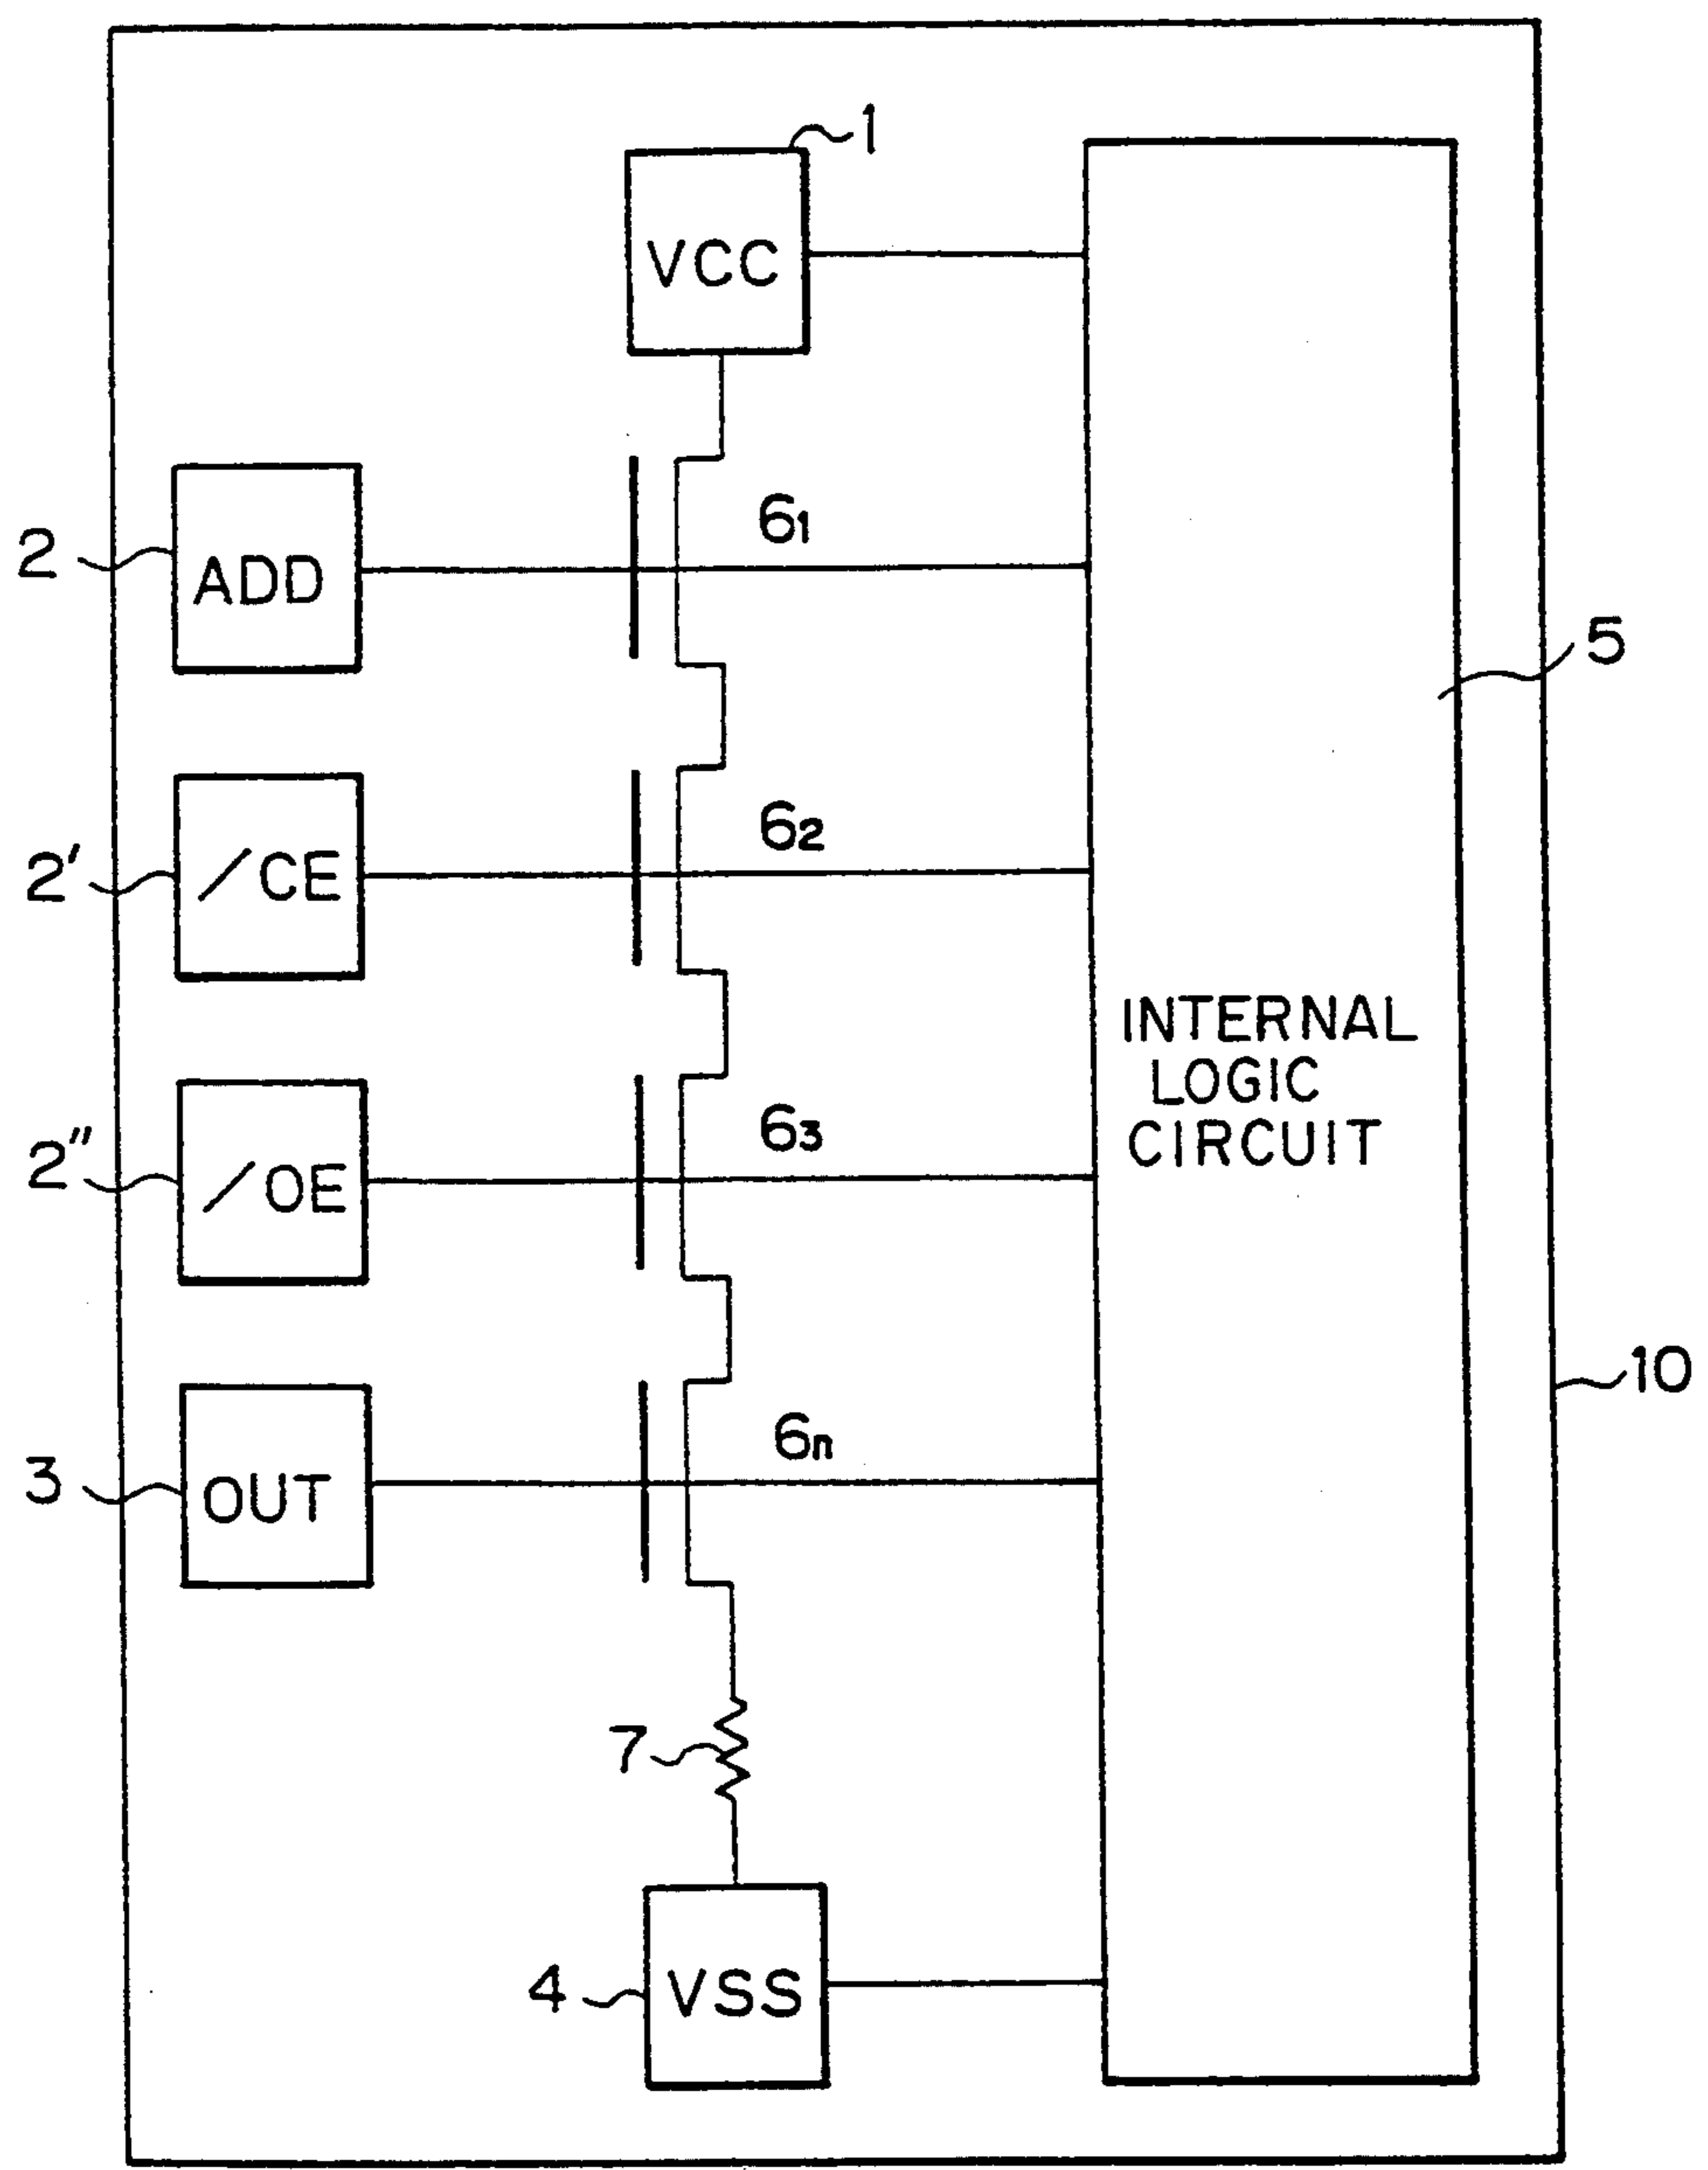 1
VCC
2
ADD
6₁
5
2'
/CE
6₂
INTERNAL
LOGIC
CIRCUIT
2"
/OE
6₃
10
3
OUT
6n
7
4
VSS